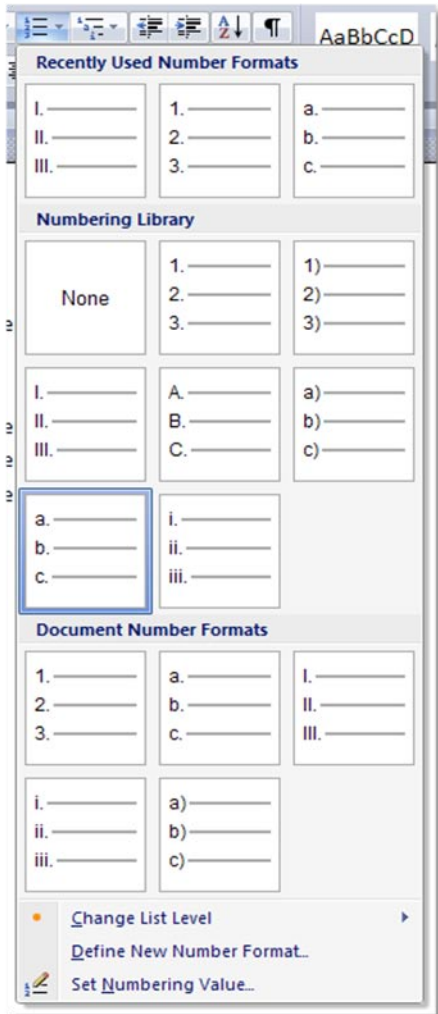 AaBbCcD
Recently Used Number Formats
I. 1. a.
II. 2. b.
III. 3. c.
Numbering Library
None 1. 1)
2. 2)
3. 3)
I. A. a)
II. B. b)
III. C. c)
a. i.
b. ii.
c. iii.
Document Number Formats
1. a. I.
2. b. II.
3. c. III.
i. a)
ii. b)
iii. c)
Change List Level
Define New Number Format...
Set Numbering Value...